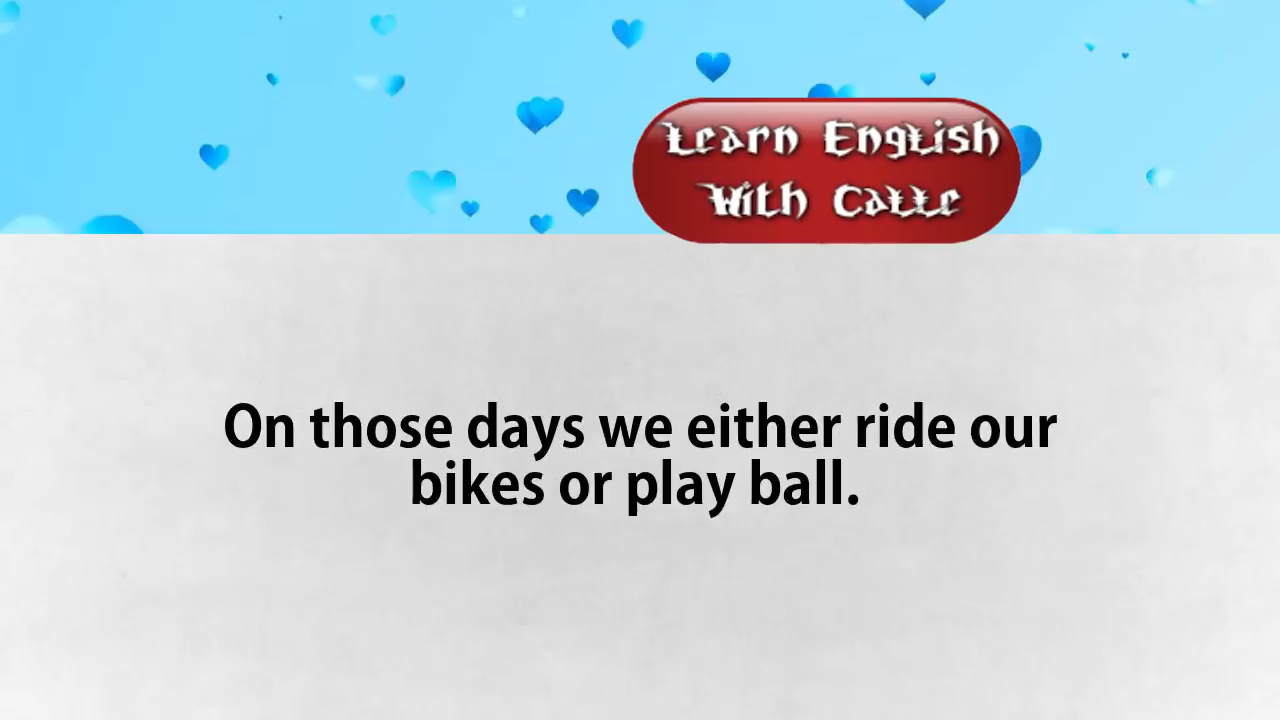 Learn English
With Catte
On those days we either ride our
bikes or play ball.